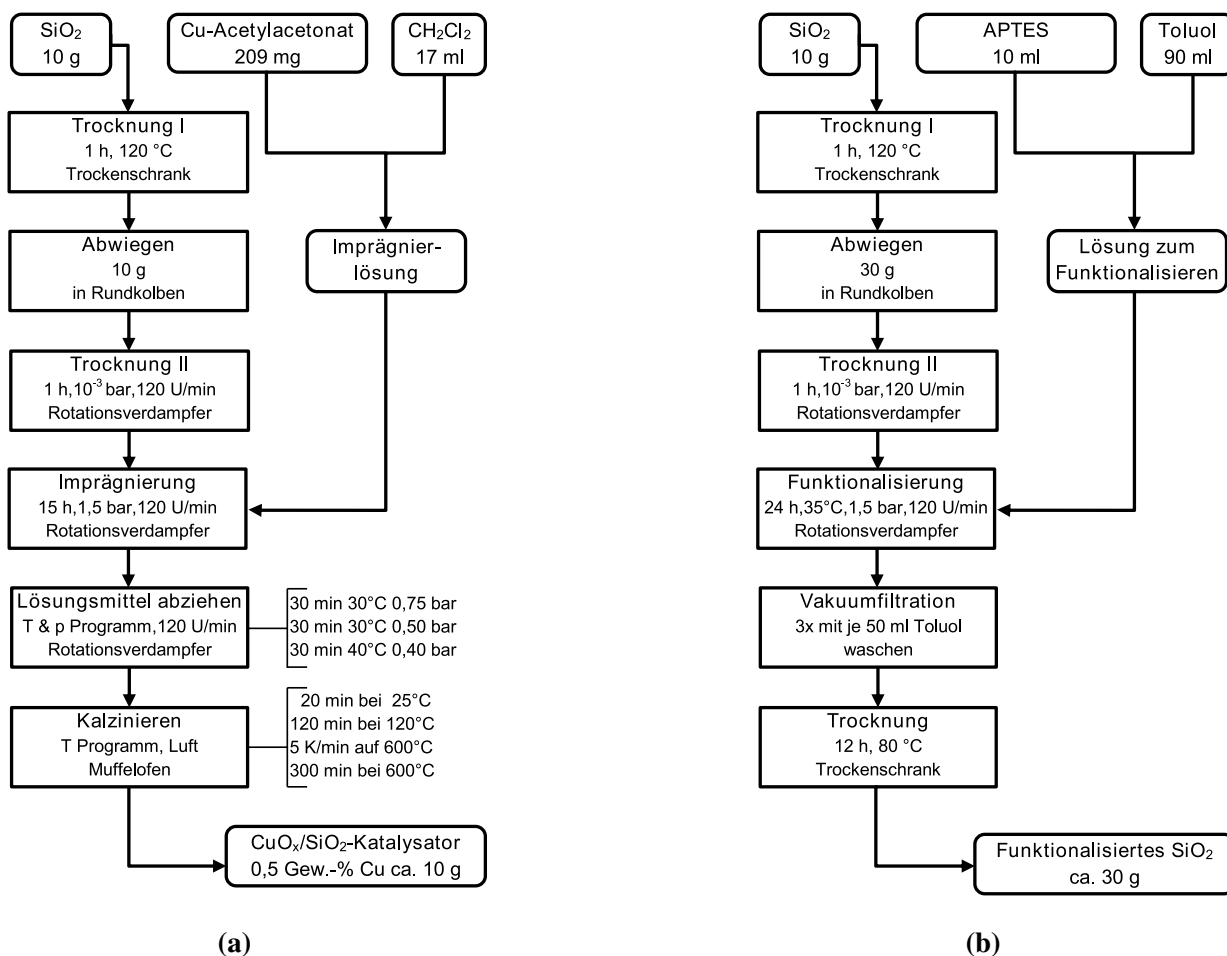 SiO₂
10 g
Cu-Acetylacetonat
209 mg
CH₂Cl₂
17 ml
Trocknung I
1 h, 120 °C
Trockenschrank
Abwiegen
10 g
in Rundkolben
Imprägnier-
lösung
Trocknung II
1 h,10⁻³ bar,120 U/min
Rotationsverdampfer
Imprägnierung
15 h,1,5 bar,120 U/min
Rotationsverdampfer
Lösungsmittel abziehen
T & p Programm,120 U/min
Rotationsverdampfer
30 min 30°C 0,75 bar
30 min 30°C 0,50 bar
30 min 40°C 0,40 bar
Kalzinieren
T Programm, Luft
Muffelofen
20 min bei 25°C
120 min bei 120°C
5 K/min auf 600°C
300 min bei 600°C
CuOₓ/SiO₂-Katalysator
0,5 Gew.-% Cu ca. 10 g
(a)
SiO₂
10 g
APTES
10 ml
Toluol
90 ml
Trocknung I
1 h, 120 °C
Trockenschrank
Abwiegen
30 g
in Rundkolben
Lösung zum
Funktionalisieren
Trocknung II
1 h,10⁻³ bar,120 U/min
Rotationsverdampfer
Funktionalisierung
24 h,35°C,1,5 bar,120 U/min
Rotationsverdampfer
Vakuumfiltration
3x mit je 50 ml Toluol
waschen
Trocknung
12 h, 80 °C
Trockenschrank
Funktionalisiertes SiO₂
ca. 30 g
(b)